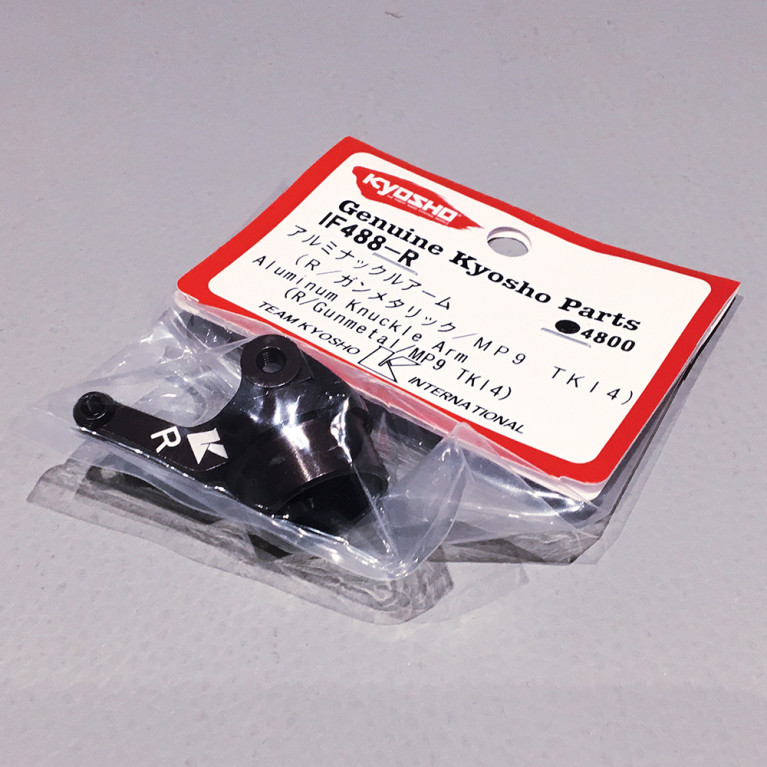 KYOSHO
Genuine Kyosho Parts
IF488-R
●4800
アルミナックルアーム
(R/ガンメタリック/MP9 TKI4)
Aluminum Knuckle Arm
(R/Gunmetal/MP9 TKI4)
TEAM KYOSHO
INTERNATIONAL
R
K